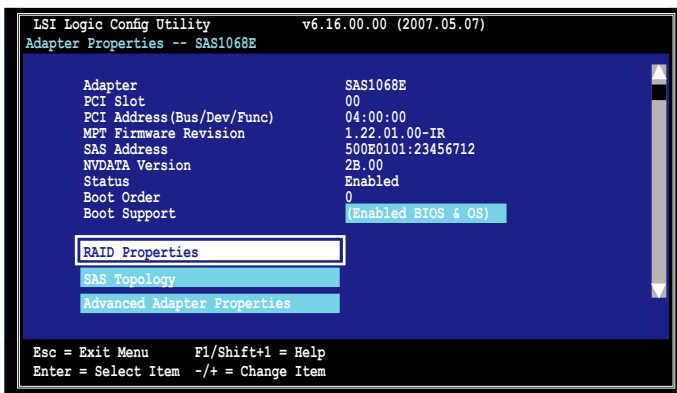 LSI Logic Config Utility v6.16.00.00 (2007.05.07)
Adapter Properties -- SAS1068E
Adapter SAS1068E
PCI Slot 00
PCI Address(Bus/Dev/Func) 04:00:00
MPT Firmware Revision 1.22.01.00-IR
SAS Address 500E0101:23456712
NVDATA Version 2B.00
Status Enabled
Boot Order 0
Boot Support (Enabled BIOS & OS)
RAID Properties
SAS Topology
Advanced Adapter Properties
Esc = Exit Menu F1/Shift+1 = Help
Enter = Select Item -/+ = Change Item